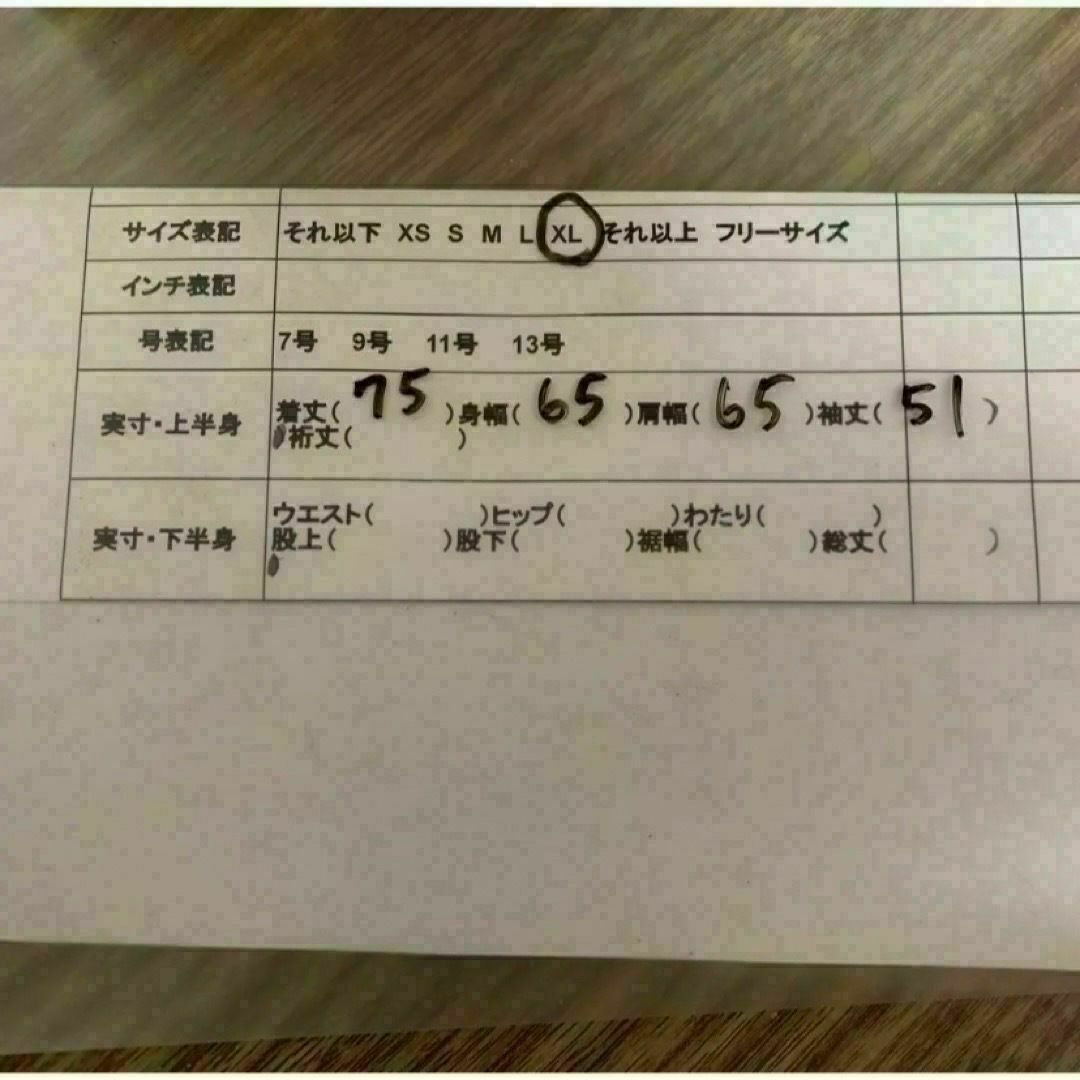 サイズ表記 それ以下 XS S M L XL それ以上 フリーサイズ
インチ表記
号表記 7号 9号 11号 13号
実寸・上半身 着丈( 75 )身幅( 65 )肩幅( 65 )袖丈( 51 )
裄丈( )
実寸・下半身 ウエスト( )ヒップ( )わたり( )
股上( )股下( )裾幅( )総丈( )